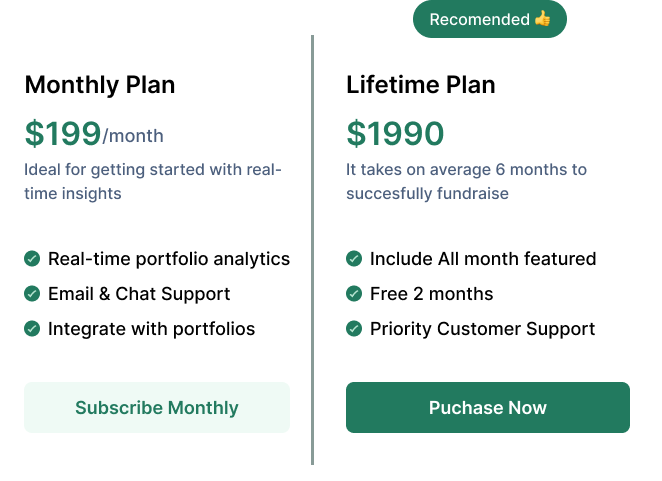 Recomended 👍
Monthly Plan
$199/month
Ideal for getting started with real-
time insights
Real-time portfolio analytics
Email & Chat Support
Integrate with portfolios
Subscribe Monthly
Lifetime Plan
$1990
It takes on average 6 months to
succesfully fundraise
Include All month featured
Free 2 months
Priority Customer Support
Puchase Now